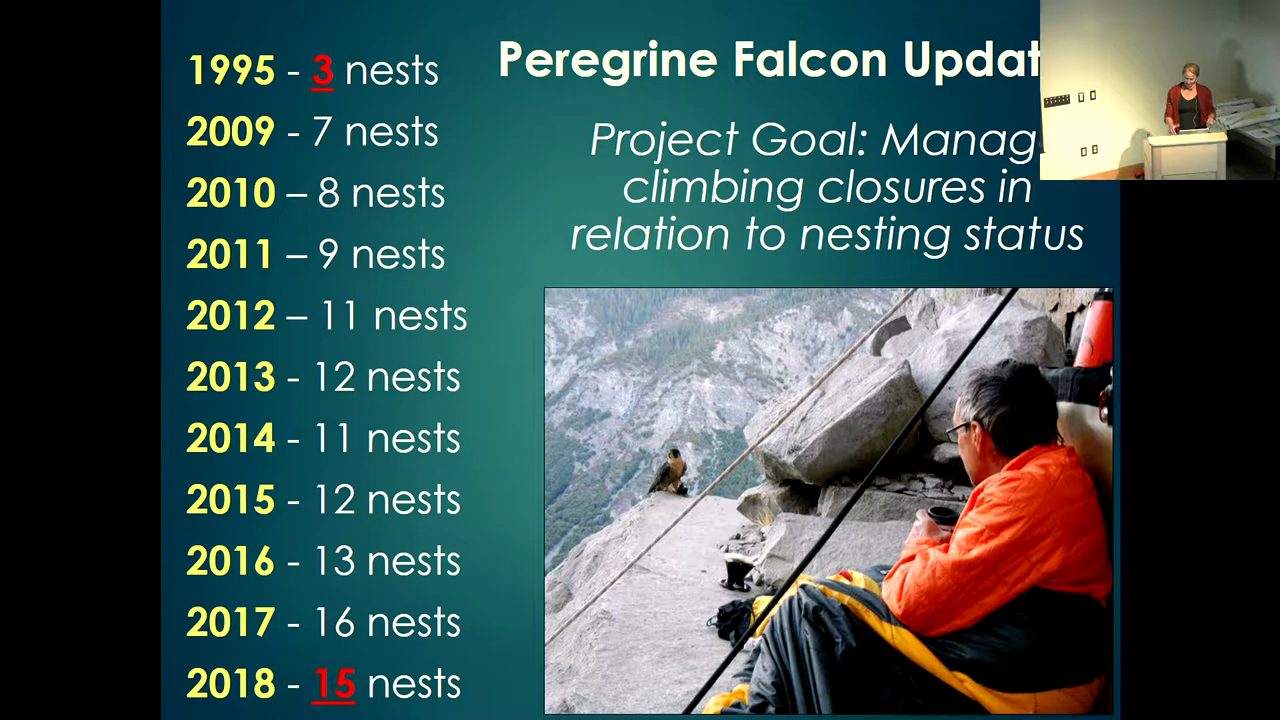 Peregrine Falcon Updat
Project Goal: Manag
climbing closures in
relation to nesting status
1995 - 3 nests
2009 - 7 nests
2010 – 8 nests
2011 – 9 nests
2012 – 11 nests
2013 - 12 nests
2014 - 11 nests
2015 - 12 nests
2016 - 13 nests
2017 - 16 nests
2018 - 15 nests